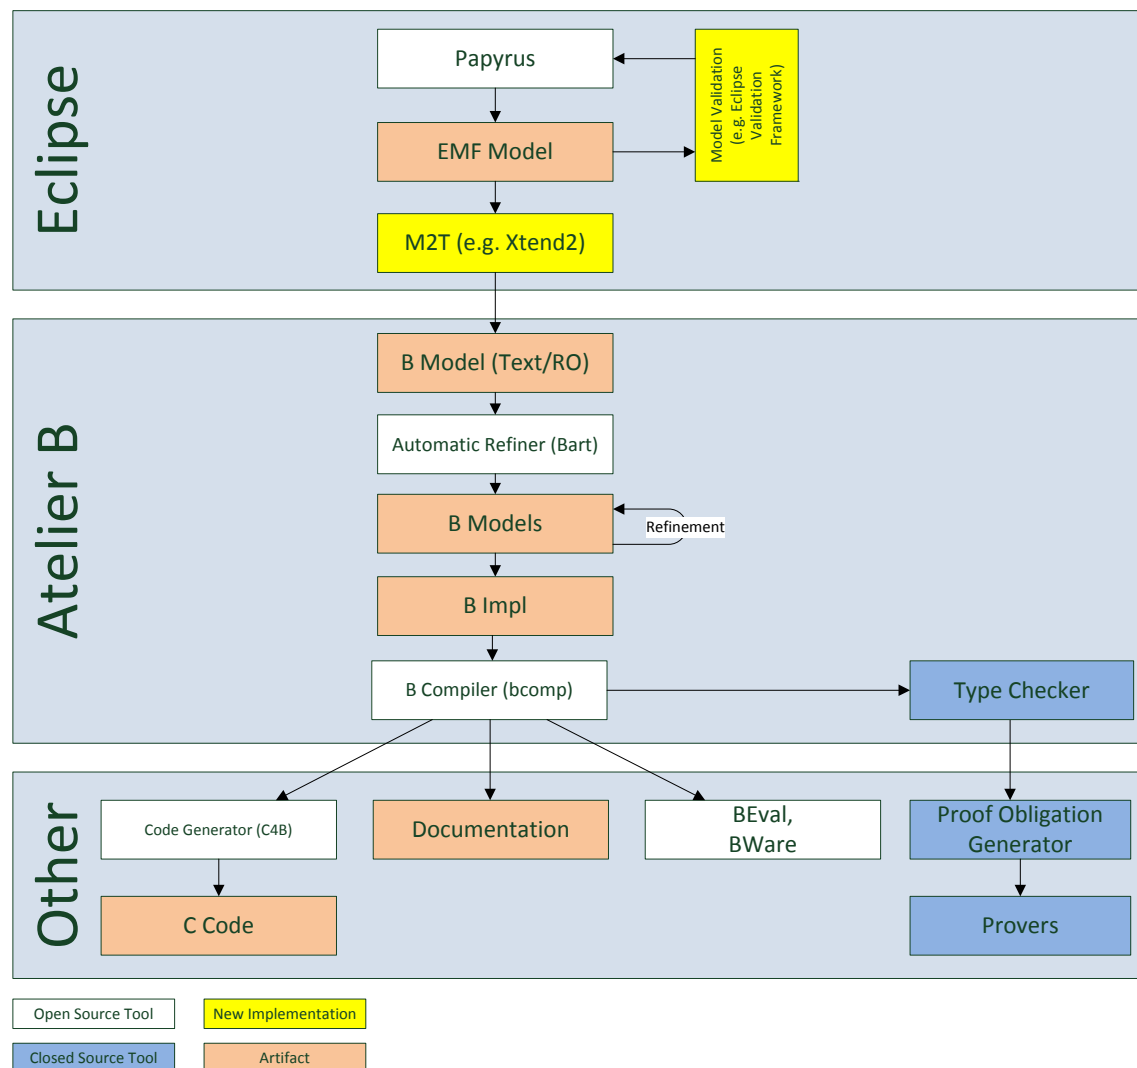 Eclipse
Papyrus
Model Validation
(e.g. Eclipse
Validation
Framework)
EMF Model
M2T (e.g. Xtend2)
Atelier B
B Model (Text/RO)
Automatic Refiner (Bart)
B Models
Refinement
B Impl
B Compiler (bcomp)
Type Checker
Other
Code Generator (C4B)
Documentation
BEval,
BWare
Proof Obligation
Generator
C Code
Provers
Open Source Tool
New Implementation
Closed Source Tool
Artifact